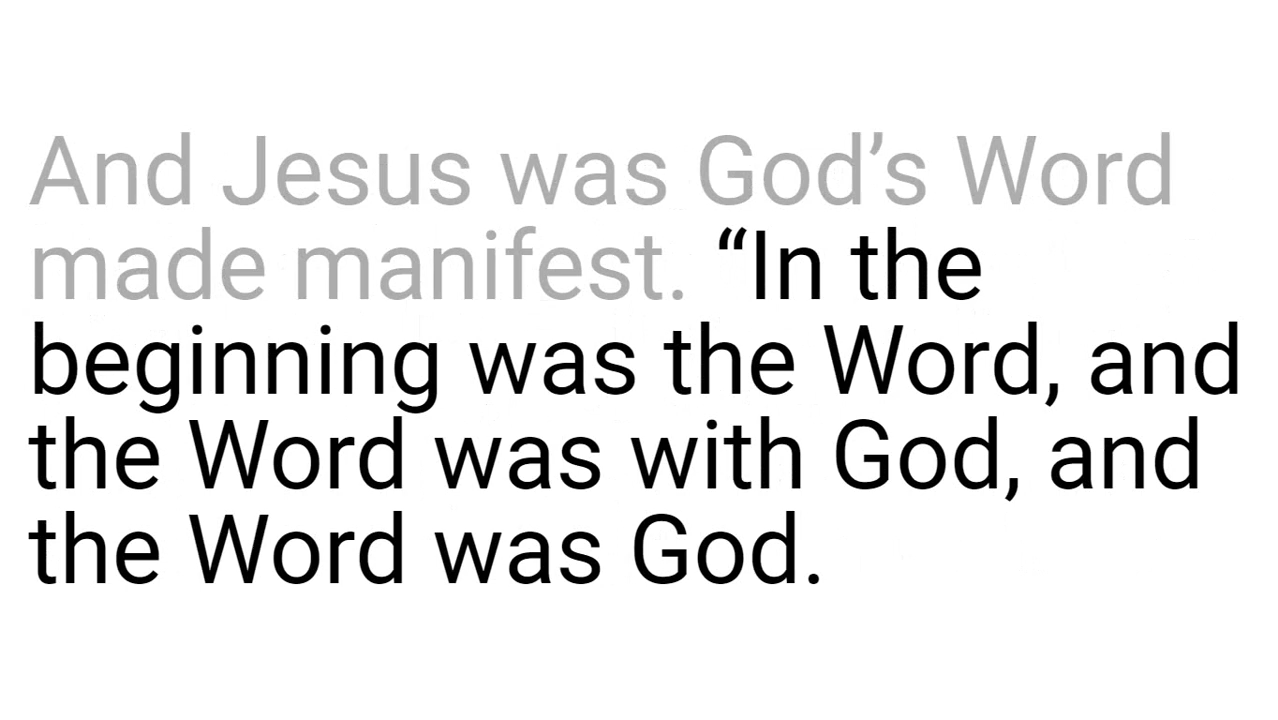 And Jesus was God’s Word
made manifest. “In the
beginning was the Word, and
the Word was with God, and
the Word was God.